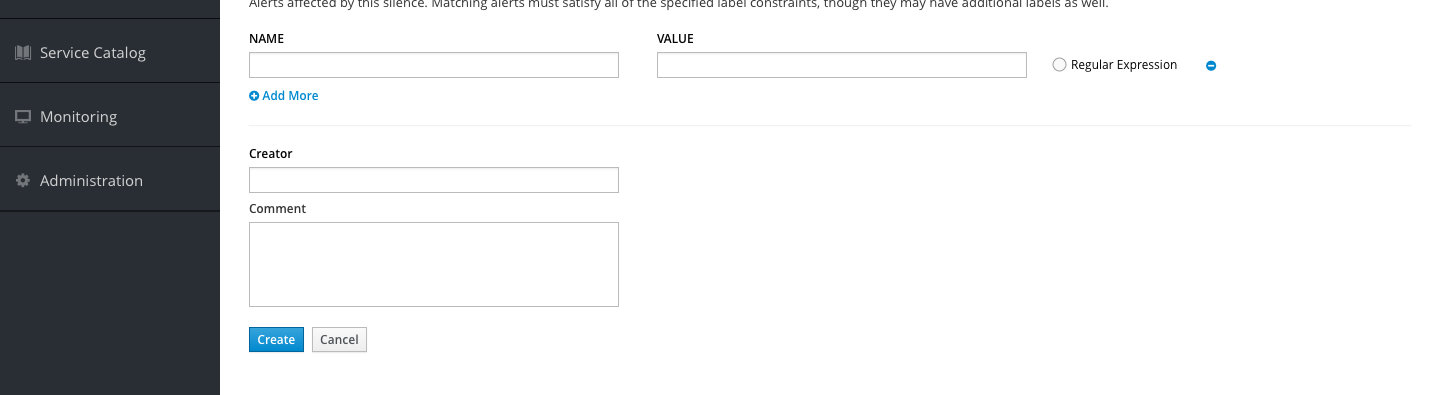 Alerts affected by this silence. Matching alerts must satisfy all of the specified label constraints, though they may have additional labels as well.
Service Catalog
Monitoring
Administration
NAME
VALUE
Regular Expression
Add More
Creator
Comment
Create
Cancel